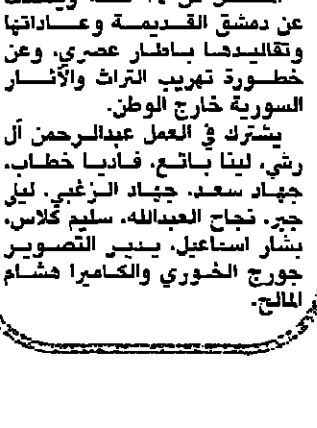 عن دمشق القديمة وعاداتها
وتقاليدها باطار عصري، وعن
خطورة تهريب التراث والآثار
السورية خارج الوطن.
يشترك في العمل عبدالرحمن آل
رشي، لينا باتع، فاديا خطاب،
جهاد سعد، جهاد الزغبي، ليلى
جبر، نجاح العبدالله، سليم كلاس،
بشار اسماعيل، يدير التصوير
جورج الخوري والكاميرا هشام
المالح.